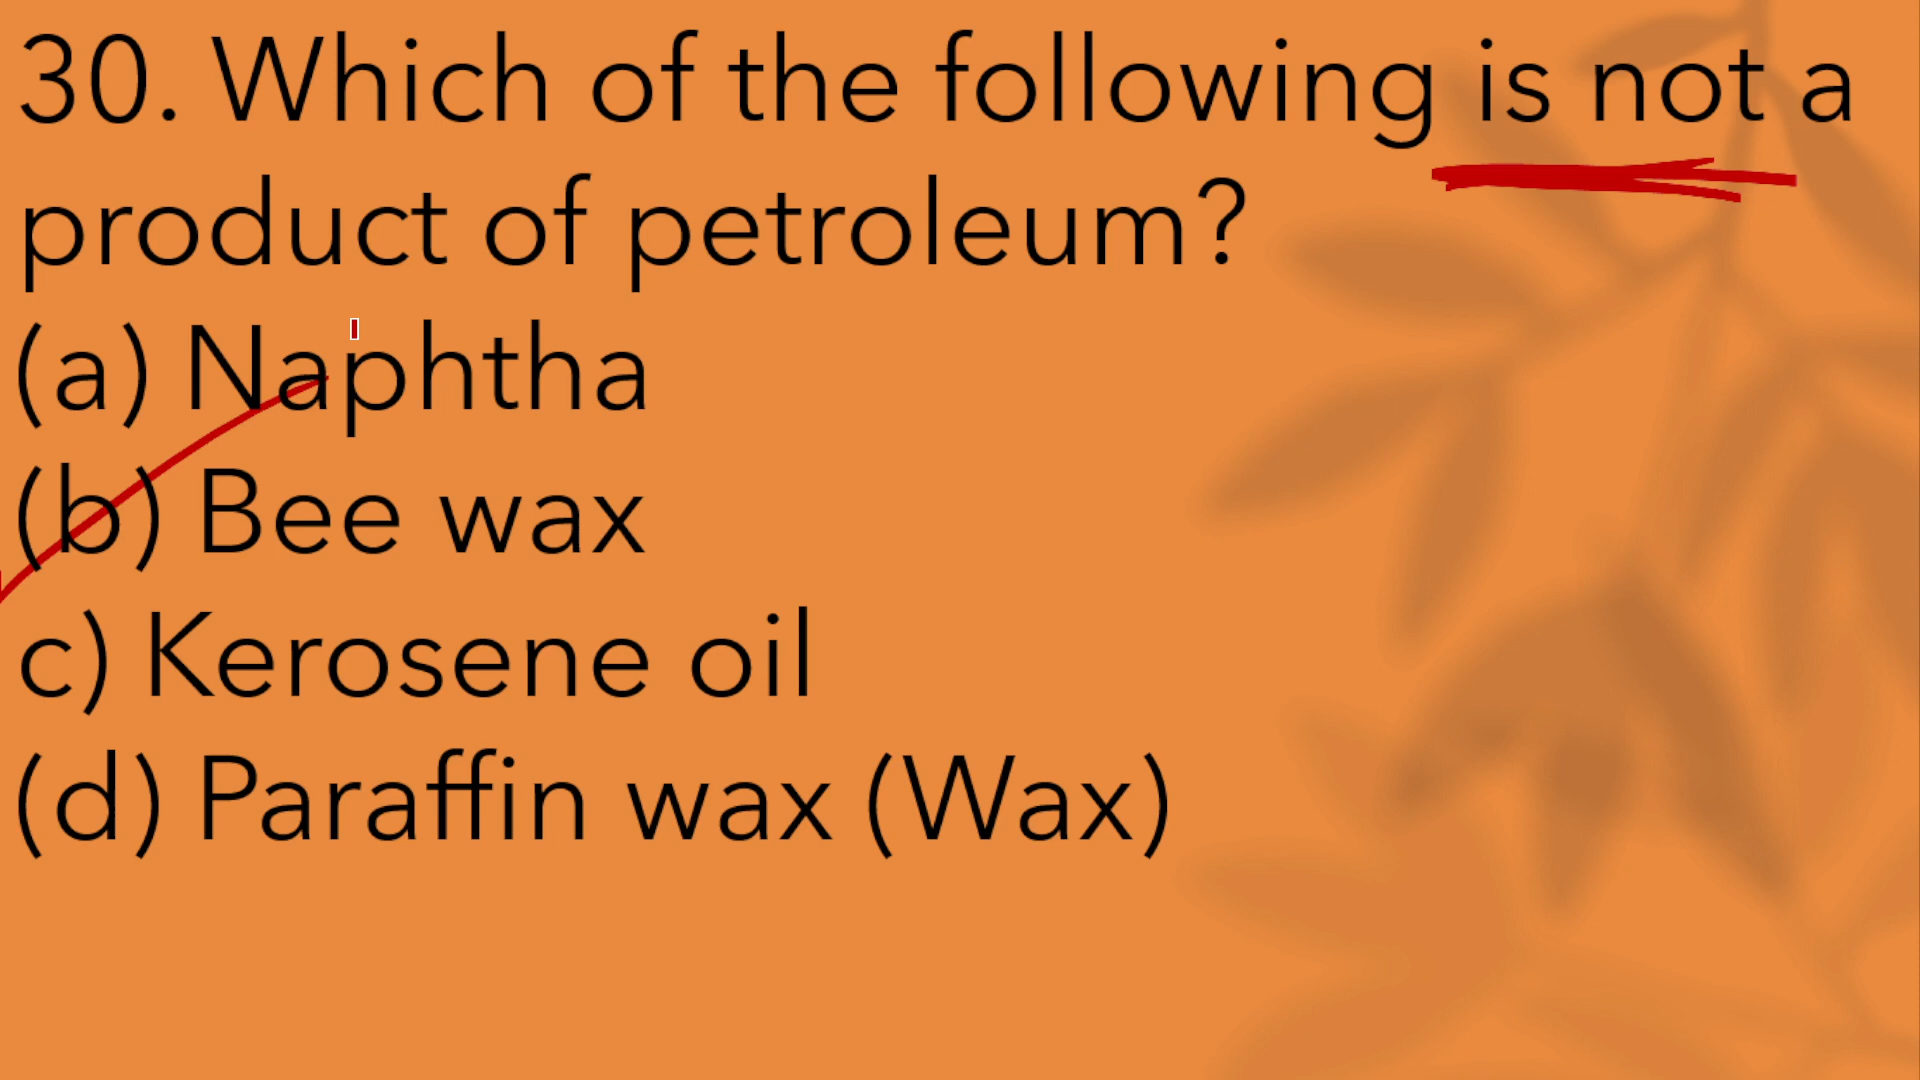 30. Which of the following is not a
product of petroleum?
(a) Naphtha
(b) Bee wax
c) Kerosene oil
(d) Paraffin wax (Wax)